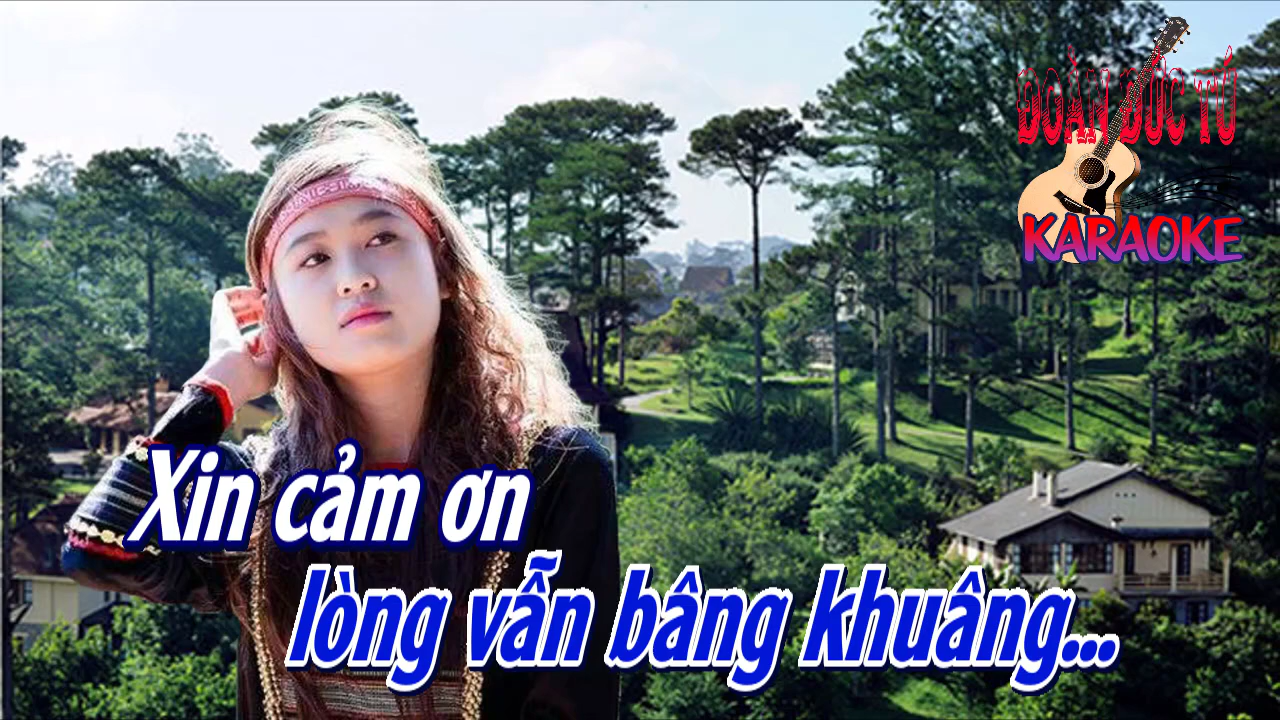 ĐOÀN ĐỨC TÚ
KARAOKE
Xin cảm ơn
lòng vẫn bâng khuâng...